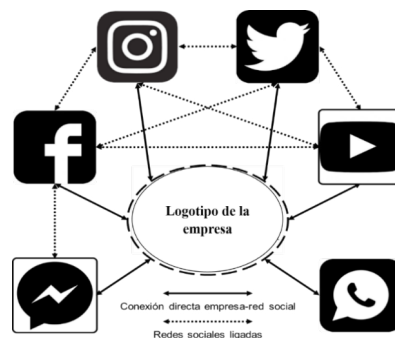 Logotipo de la
empresa
Conexión directa empresa-red social
Redes sociales ligadas